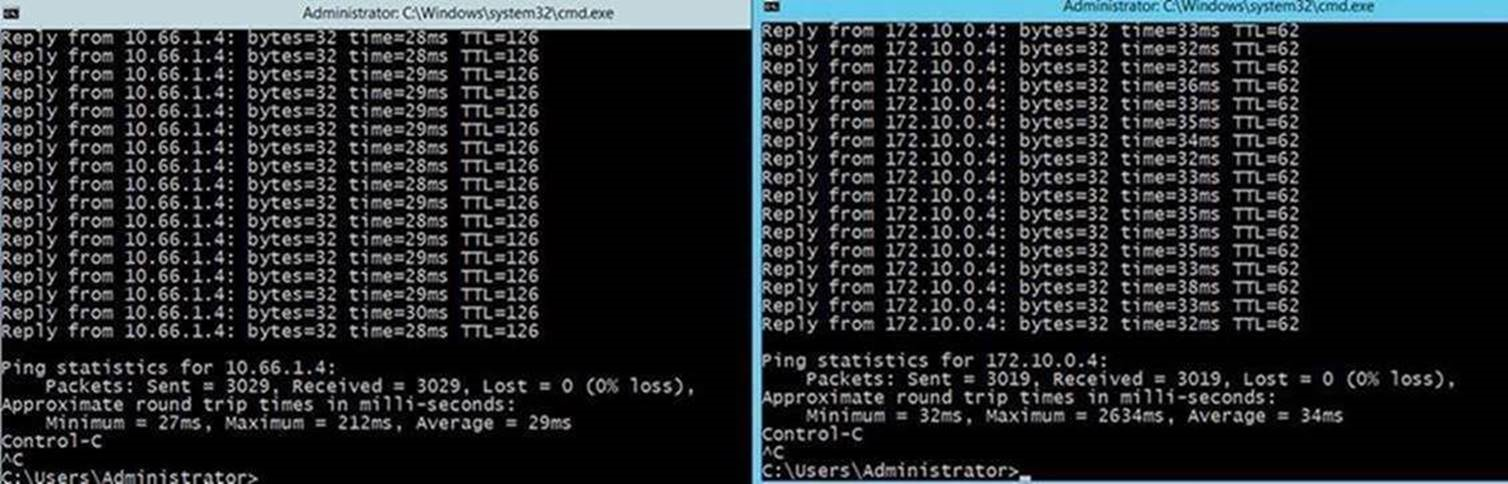 Administrator: C:\Windows\system32\cmd.exe
Reply from 10.66.1.4: bytes=32 time=28ms TTL=126
Reply from 10.66.1.4: bytes=32 time=28ms TTL=126
Reply from 10.66.1.4: bytes=32 time=29ms TTL=126
Reply from 10.66.1.4: bytes=32 time=29ms TTL=126
Reply from 10.66.1.4: bytes=32 time=29ms TTL=126
Reply from 10.66.1.4: bytes=32 time=29ms TTL=126
Reply from 10.66.1.4: bytes=32 time=28ms TTL=126
Reply from 10.66.1.4: bytes=32 time=28ms TTL=126
Reply from 10.66.1.4: bytes=32 time=28ms TTL=126
Reply from 10.66.1.4: bytes=32 time=29ms TTL=126
Reply from 10.66.1.4: bytes=32 time=28ms TTL=126
Reply from 10.66.1.4: bytes=32 time=29ms TTL=126
Reply from 10.66.1.4: bytes=32 time=29ms TTL=126
Reply from 10.66.1.4: bytes=32 time=28ms TTL=126
Reply from 10.66.1.4: bytes=32 time=29ms TTL=126
Reply from 10.66.1.4: bytes=32 time=30ms TTL=126
Reply from 10.66.1.4: bytes=32 time=28ms TTL=126
Ping statistics for 10.66.1.4:
Packets: Sent = 3029, Received = 3029, Lost = 0 (0% loss),
Approximate round trip times in milli-seconds:
Minimum = 27ms, Maximum = 212ms, Average = 29ms
Control-C
^C
C:\Users\Administrator>
Administrator: C:\Windows\system32\cmd.exe
Reply from 172.10.0.4: bytes=32 time=33ms TTL=62
Reply from 172.10.0.4: bytes=32 time=32ms TTL=62
Reply from 172.10.0.4: bytes=32 time=32ms TTL=62
Reply from 172.10.0.4: bytes=32 time=36ms TTL=62
Reply from 172.10.0.4: bytes=32 time=33ms TTL=62
Reply from 172.10.0.4: bytes=32 time=35ms TTL=62
Reply from 172.10.0.4: bytes=32 time=34ms TTL=62
Reply from 172.10.0.4: bytes=32 time=32ms TTL=62
Reply from 172.10.0.4: bytes=32 time=33ms TTL=62
Reply from 172.10.0.4: bytes=32 time=33ms TTL=62
Reply from 172.10.0.4: bytes=32 time=35ms TTL=62
Reply from 172.10.0.4: bytes=32 time=33ms TTL=62
Reply from 172.10.0.4: bytes=32 time=35ms TTL=62
Reply from 172.10.0.4: bytes=32 time=33ms TTL=62
Reply from 172.10.0.4: bytes=32 time=38ms TTL=62
Reply from 172.10.0.4: bytes=32 time=33ms TTL=62
Reply from 172.10.0.4: bytes=32 time=32ms TTL=62
Ping statistics for 172.10.0.4:
Packets: Sent = 3019, Received = 3019, Lost = 0 (0% loss),
Approximate round trip times in milli-seconds:
Minimum = 32ms, Maximum = 2634ms, Average = 34ms
Control-C
^C
C:\Users\Administrator>